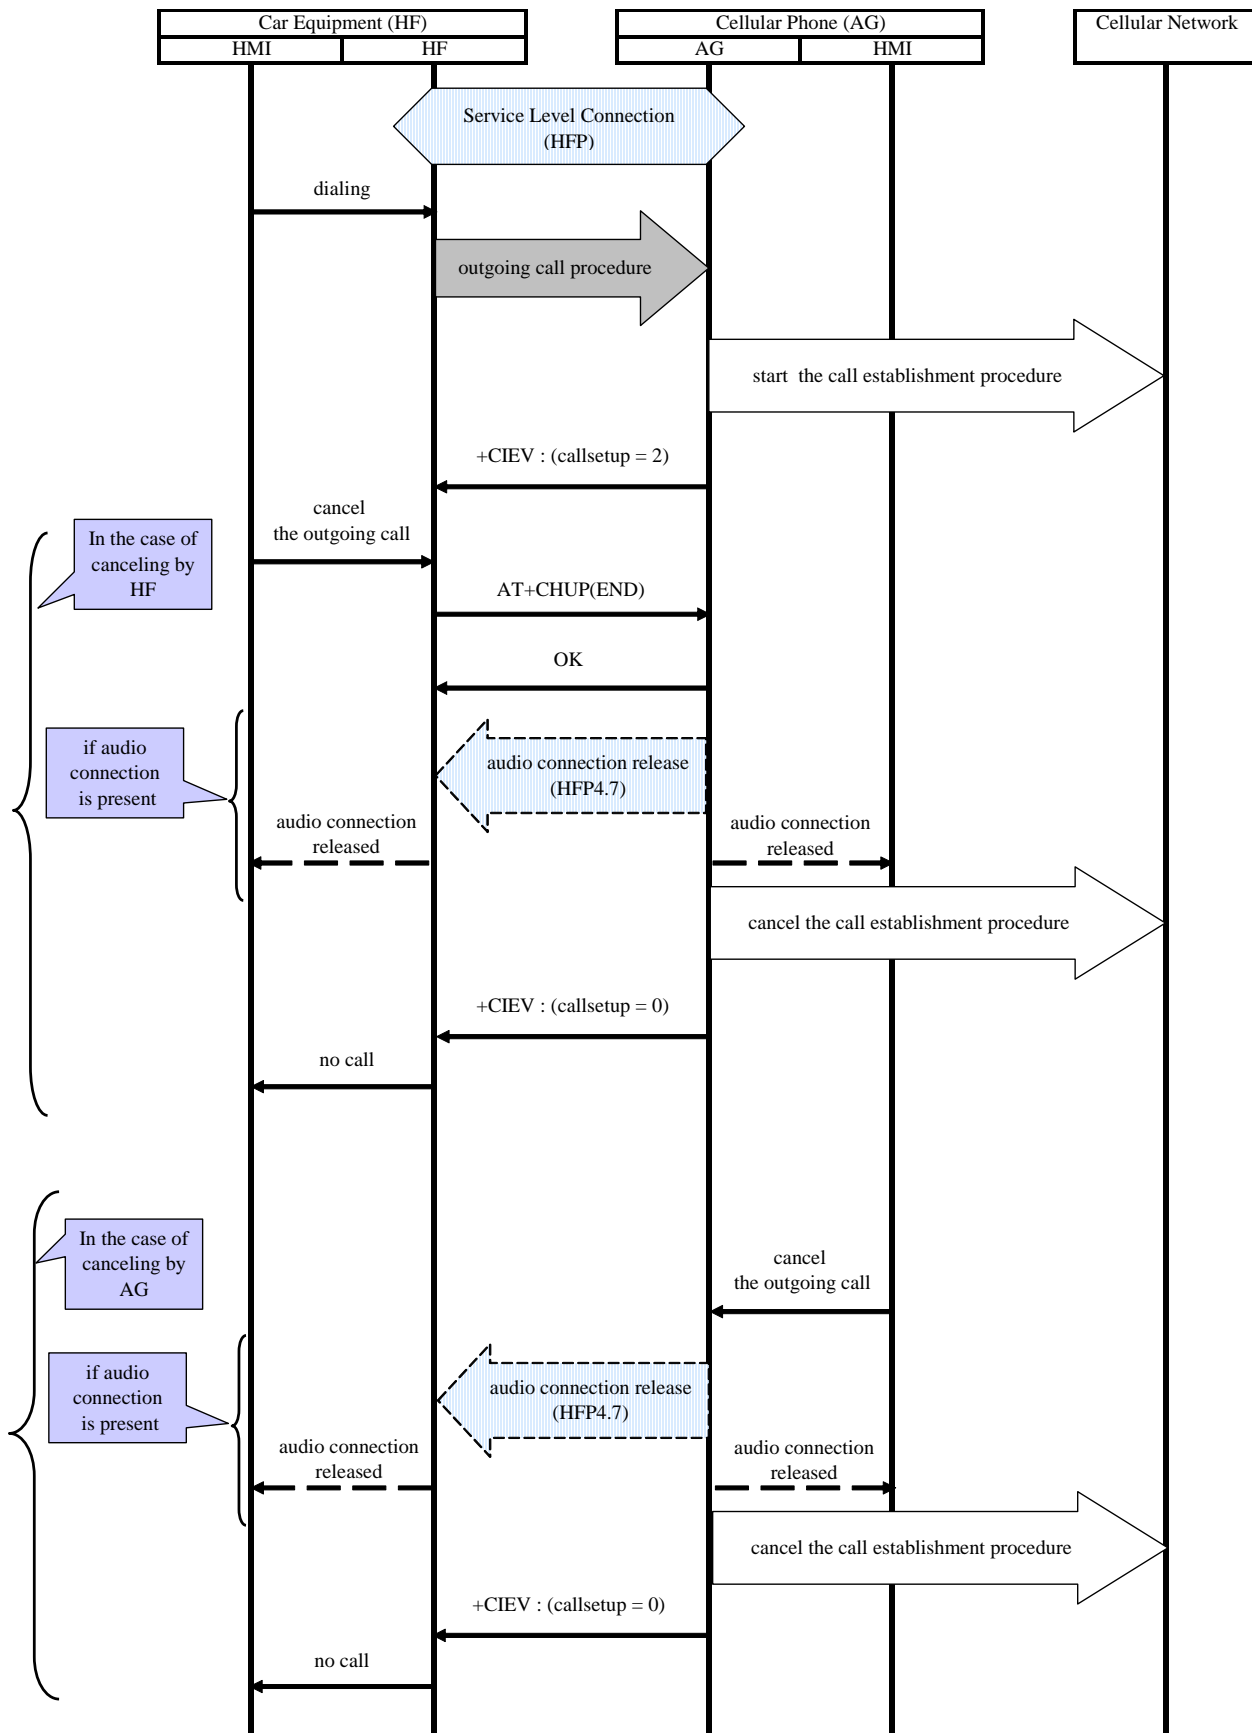 Car Equipment (HF)
Cellular Phone (AG)
Cellular Network
HMI
HF
AG
HMI
Service Level Connection
(HFP)
dialing
outgoing call procedure
start the call establishment procedure
+CIEV : (callsetup = 2)
cancel
the outgoing call
In the case of
canceling by
HF
AT+CHUP(END)
OK
if audio
connection
is present
audio connection release
(HFP4.7)
audio connection
released
audio connection
released
cancel the call establishment procedure
+CIEV : (callsetup = 0)
no call
In the case of
canceling by
AG
cancel
the outgoing call
if audio
connection
is present
audio connection release
(HFP4.7)
audio connection
released
audio connection
released
cancel the call establishment procedure
+CIEV : (callsetup = 0)
no call